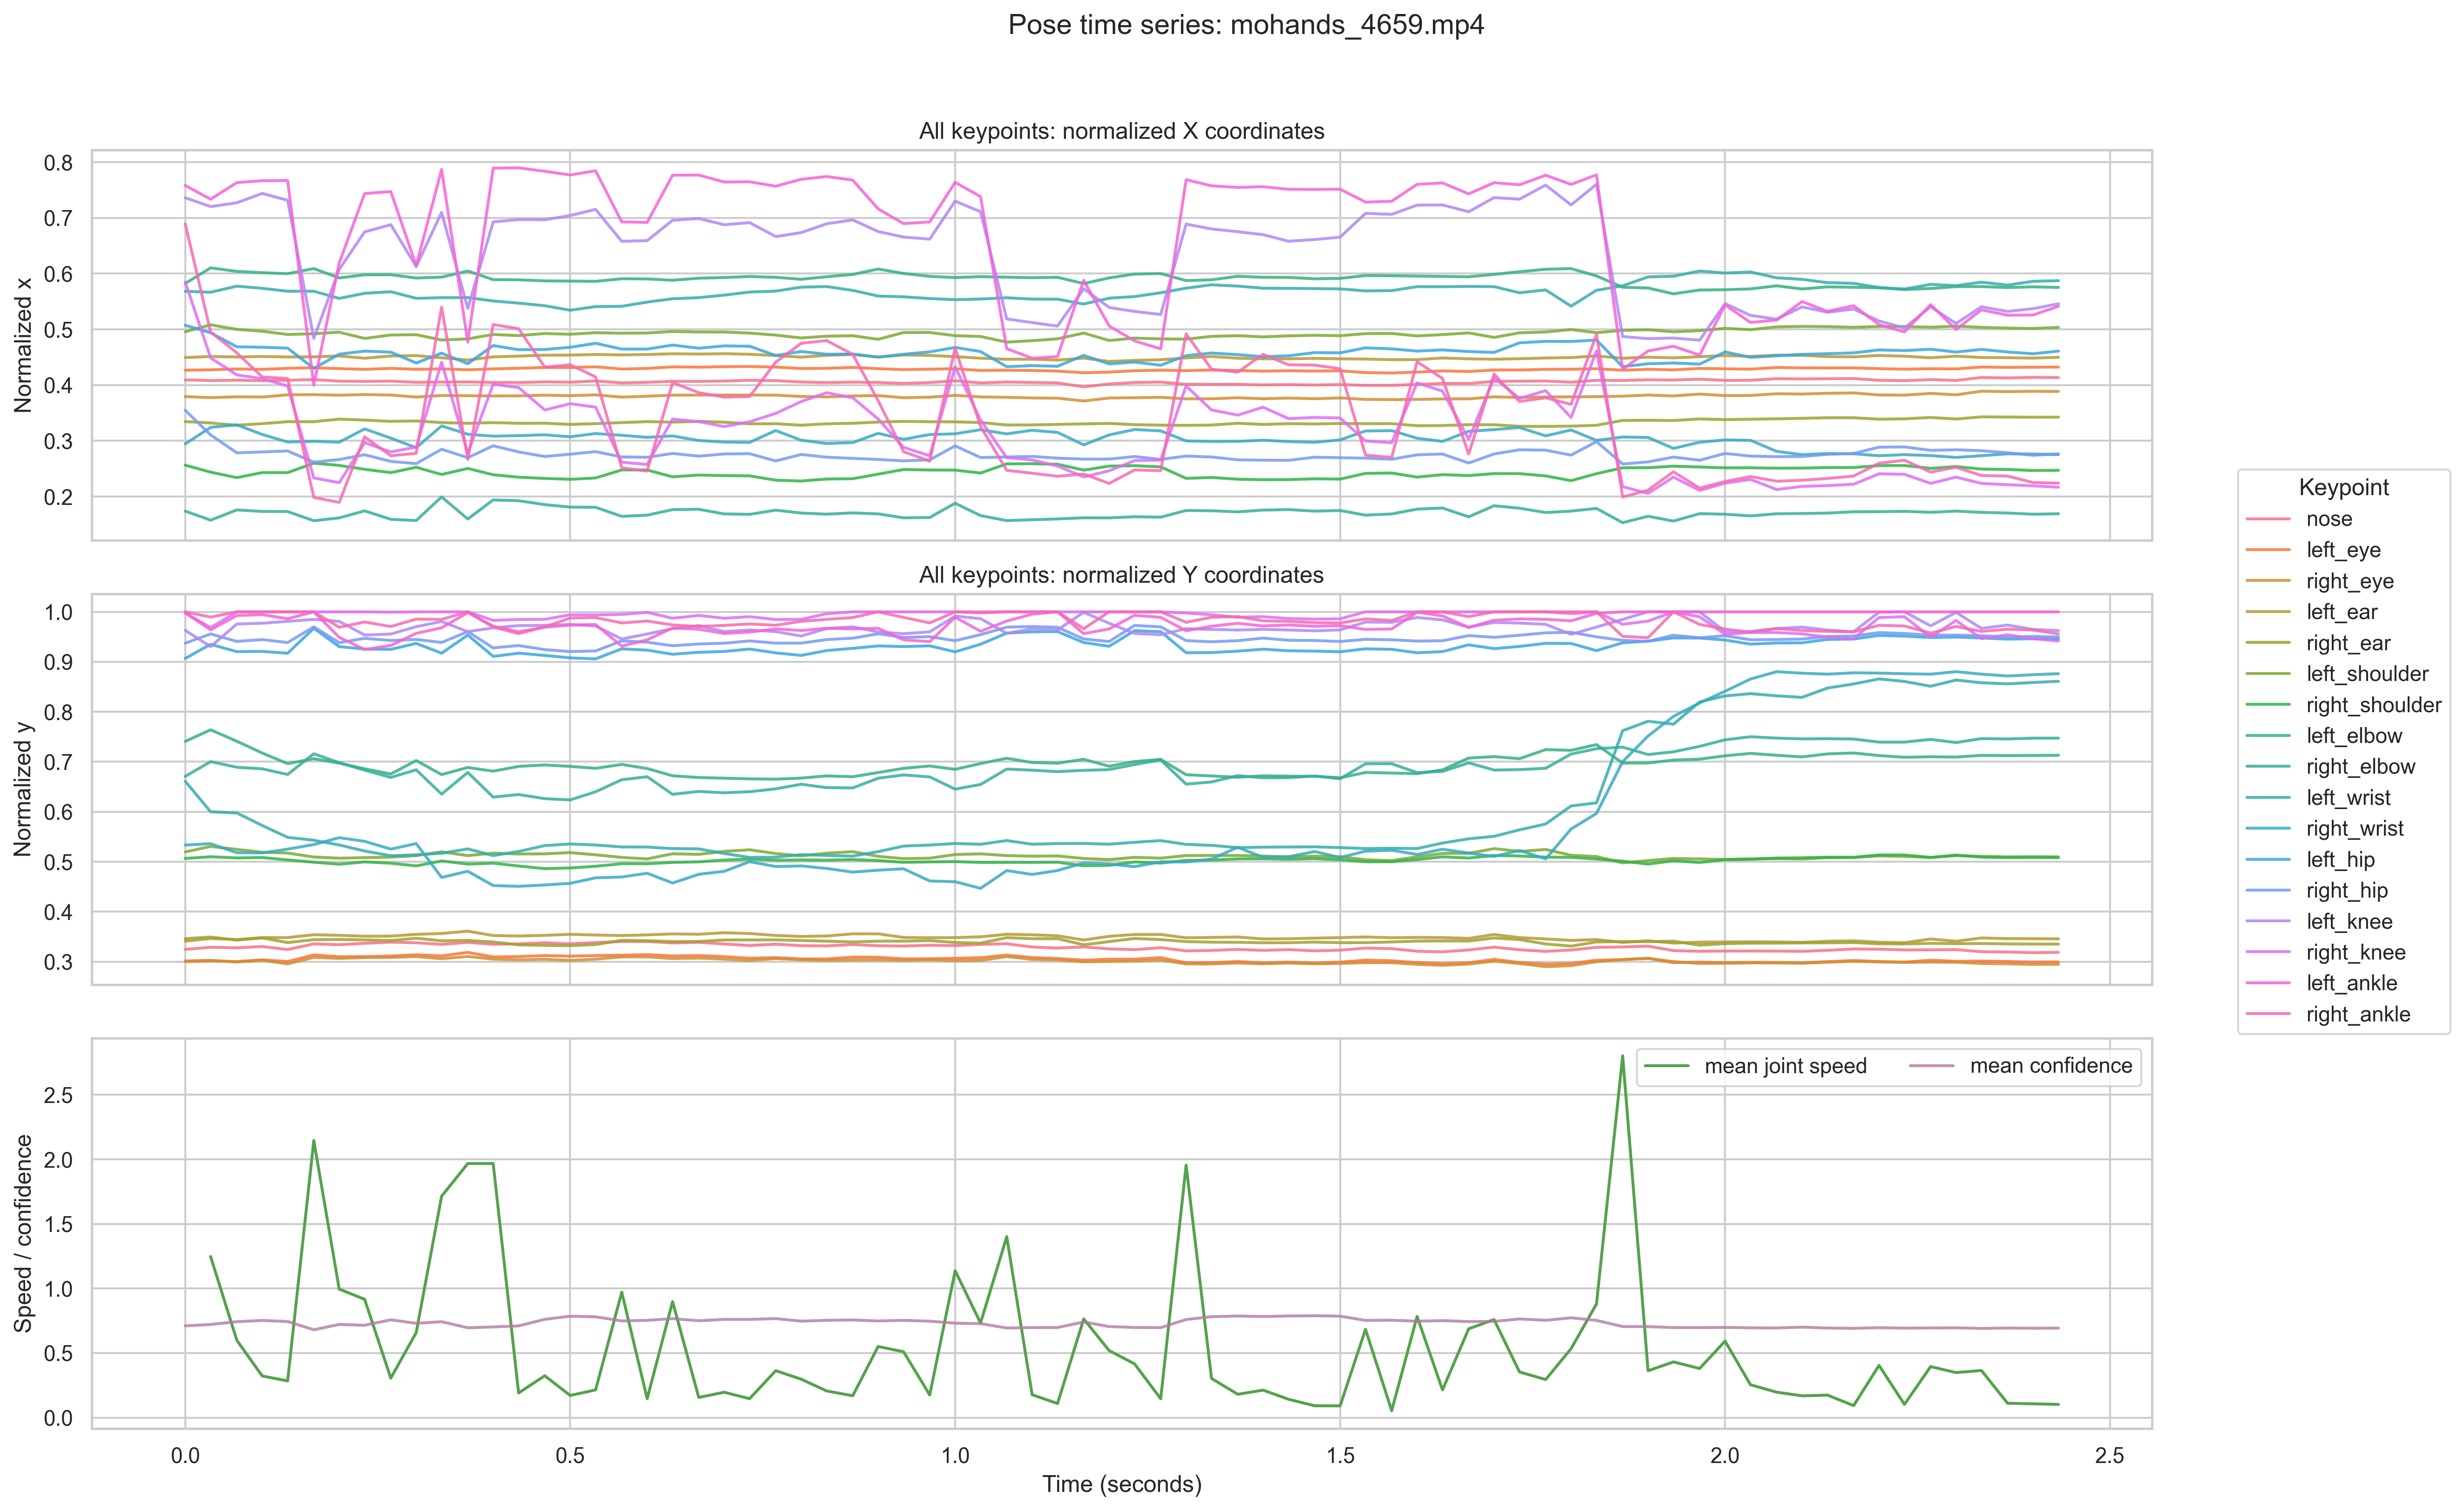 Pose time series: mohands_4659.mp4
All keypoints: normalized X coordinates
Normalized x
0.8
0.7
0.6
0.5
0.4
0.3
0.2
All keypoints: normalized Y coordinates
Normalized y
1.0
0.9
0.8
0.7
0.6
0.5
0.4
0.3
Speed / confidence
2.5
2.0
1.5
1.0
0.5
0.0
mean joint speed
mean confidence
0.0
0.5
1.0
1.5
2.0
2.5
Time (seconds)
Keypoint
nose
left_eye
right_eye
left_ear
right_ear
left_shoulder
right_shoulder
left_elbow
right_elbow
left_wrist
right_wrist
left_hip
right_hip
left_knee
right_knee
left_ankle
right_ankle